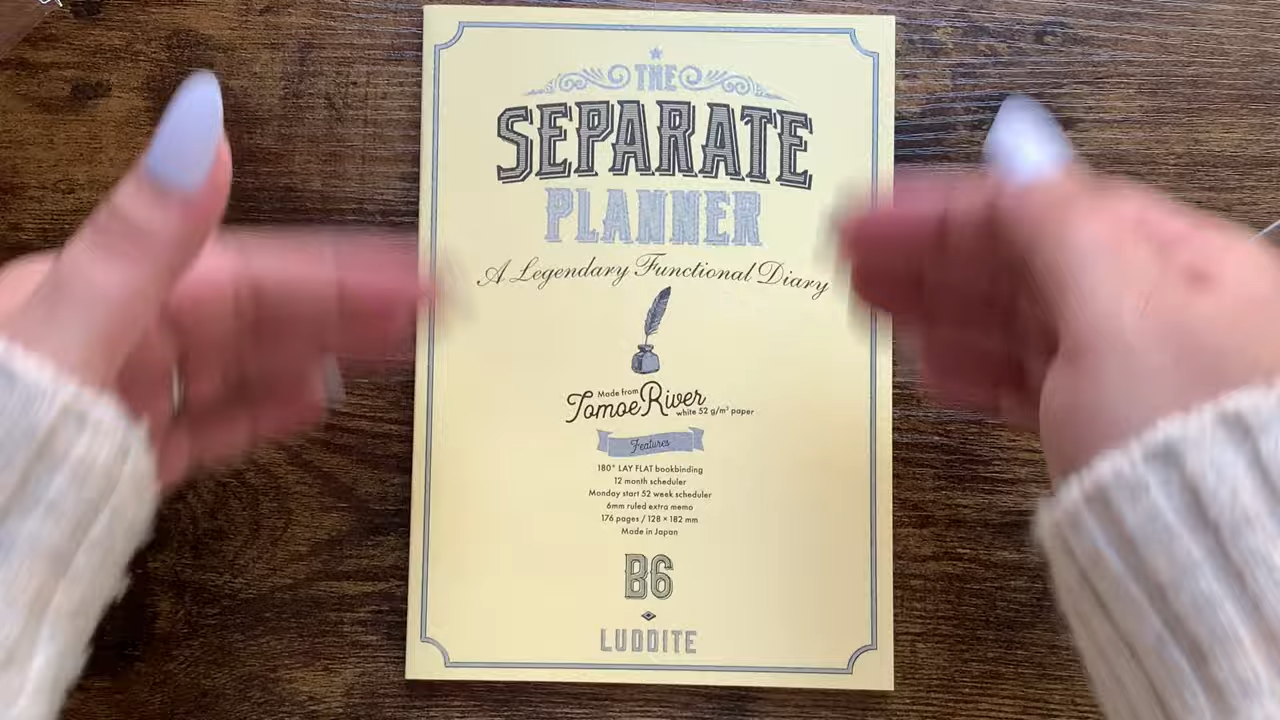 THE
SEPARATE
PLANNER
A Legendary Functional Diary
Made from
Tomoe River
white 52 g/m² paper
Features
180° LAY FLAT bookbinding
12 month scheduler
Monday start 52 week scheduler
6mm ruled extra memo
176 pages / 128 × 182 mm
Made in Japan
B6
LUDDITE